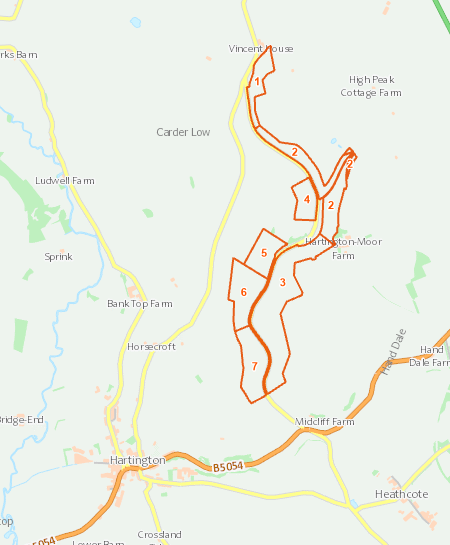 Vincent House
rks Barn
1
High Peak
Cottage Farm
Carder Low
2
2
Ludwell Farm
4
2
Hartington-Moor
Farm
Sprink
5
3
6
Bank Top Farm
Horsecroft
Hand Dale
Hand
Dale Farm
7
Bridge-End
Midcliff Farm
Hartington
B5054
Heathcote
top
5054
Crossland
Lower Barn